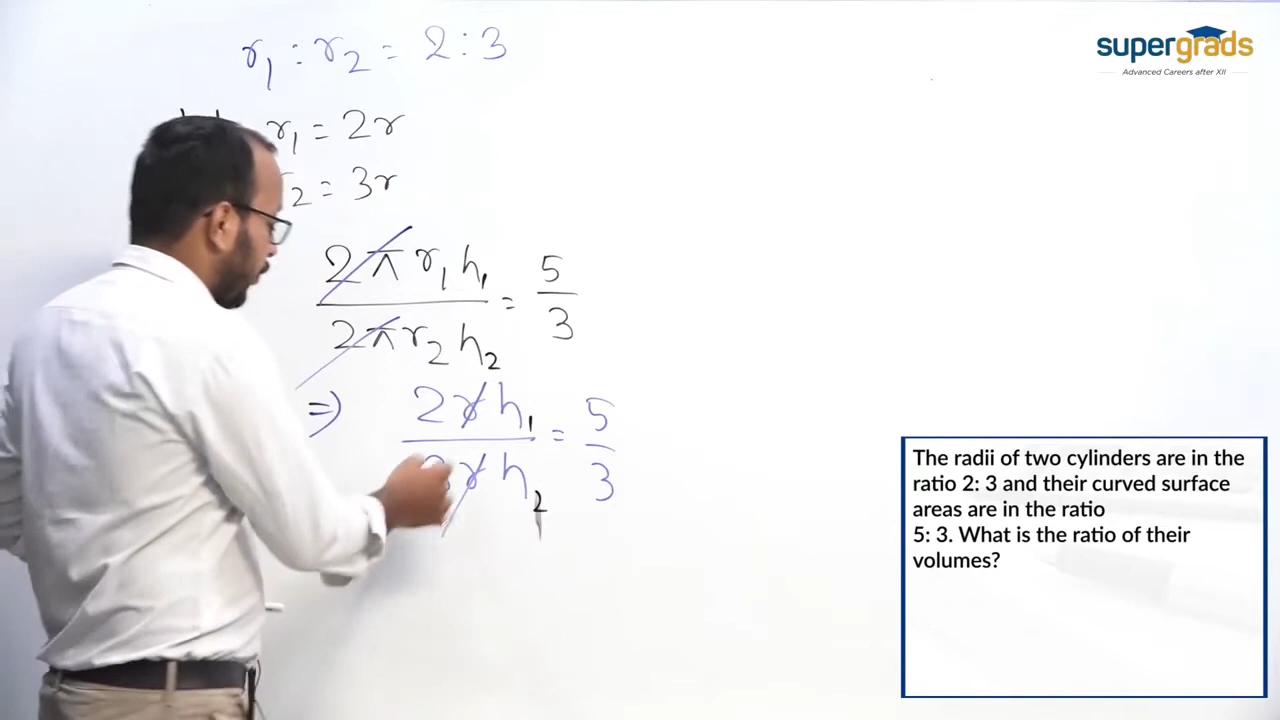 r₁ : r₂ = 2 : 3
r₁ = 2r
2 = 3r
2πr₁h₁ / 2πr₂h₂ = 5/3
⇒ 2rh₁ / 3rh₂ = 5/3
supergrads
Advanced Careers after XII
The radii of two cylinders are in the
ratio 2: 3 and their curved surface
areas are in the ratio
5: 3. What is the ratio of their
volumes?